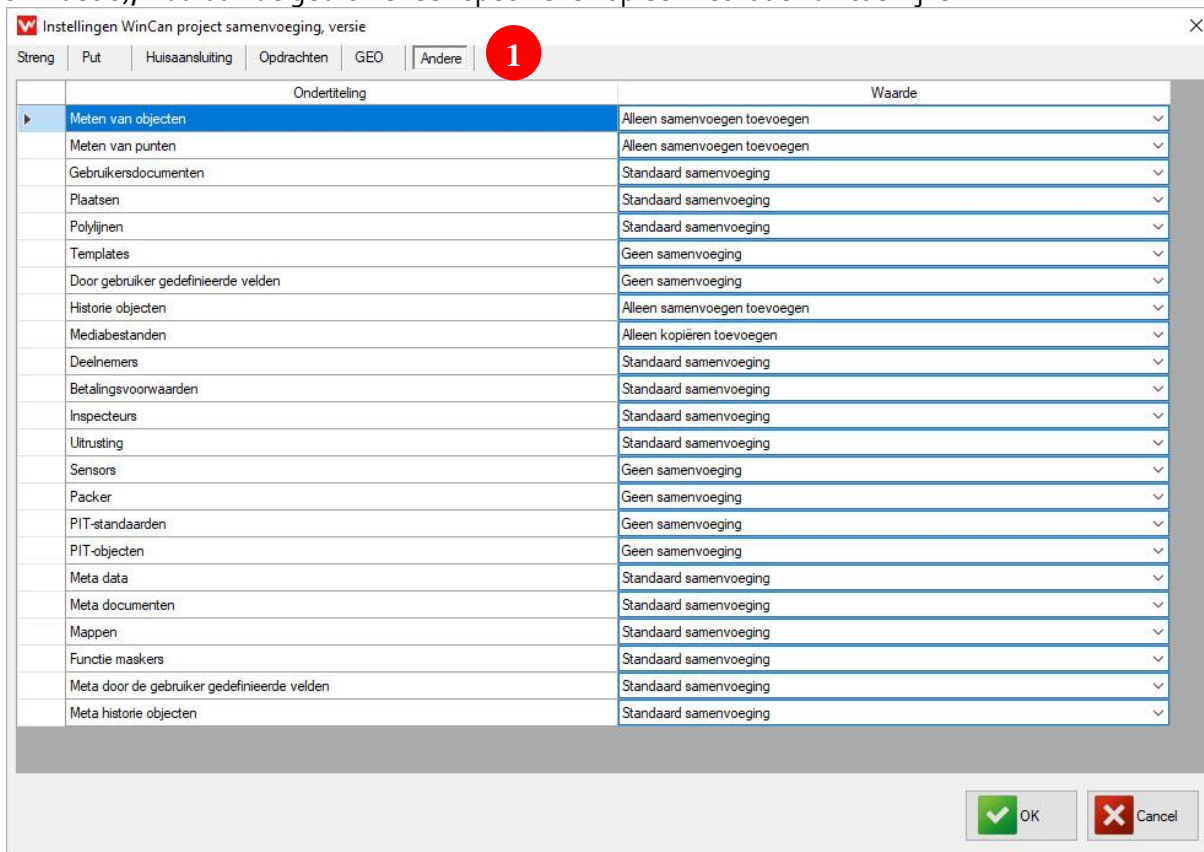 Instellingen WinCan project samenvoeging, versie
Streng Put Huisaansluiting Opdrachten GEO Andere 1
Ondertiteling Waarde
Meten van objecten Alleen samenvoegen toevoegen
Meten van punten Alleen samenvoegen toevoegen
Gebruikersdocumenten Standaard samenvoeging
Plaatsen Standaard samenvoeging
Polylijnen Standaard samenvoeging
Templates Geen samenvoeging
Door gebruiker gedefinieerde velden Geen samenvoeging
Historie objecten Alleen samenvoegen toevoegen
Mediabestanden Alleen kopiëren toevoegen
Deelnemers Standaard samenvoeging
Betalingsvoorwaarden Standaard samenvoeging
Inspecteurs Standaard samenvoeging
Uitrusting Standaard samenvoeging
Sensors Geen samenvoeging
Packer Geen samenvoeging
PIT-standaarden Geen samenvoeging
PIT-objecten Geen samenvoeging
Meta data Standaard samenvoeging
Meta documenten Standaard samenvoeging
Mappen Standaard samenvoeging
Functie maskers Standaard samenvoeging
Meta door de gebruiker gedefinieerde velden Standaard samenvoeging
Meta historie objecten Standaard samenvoeging
OK Cancel